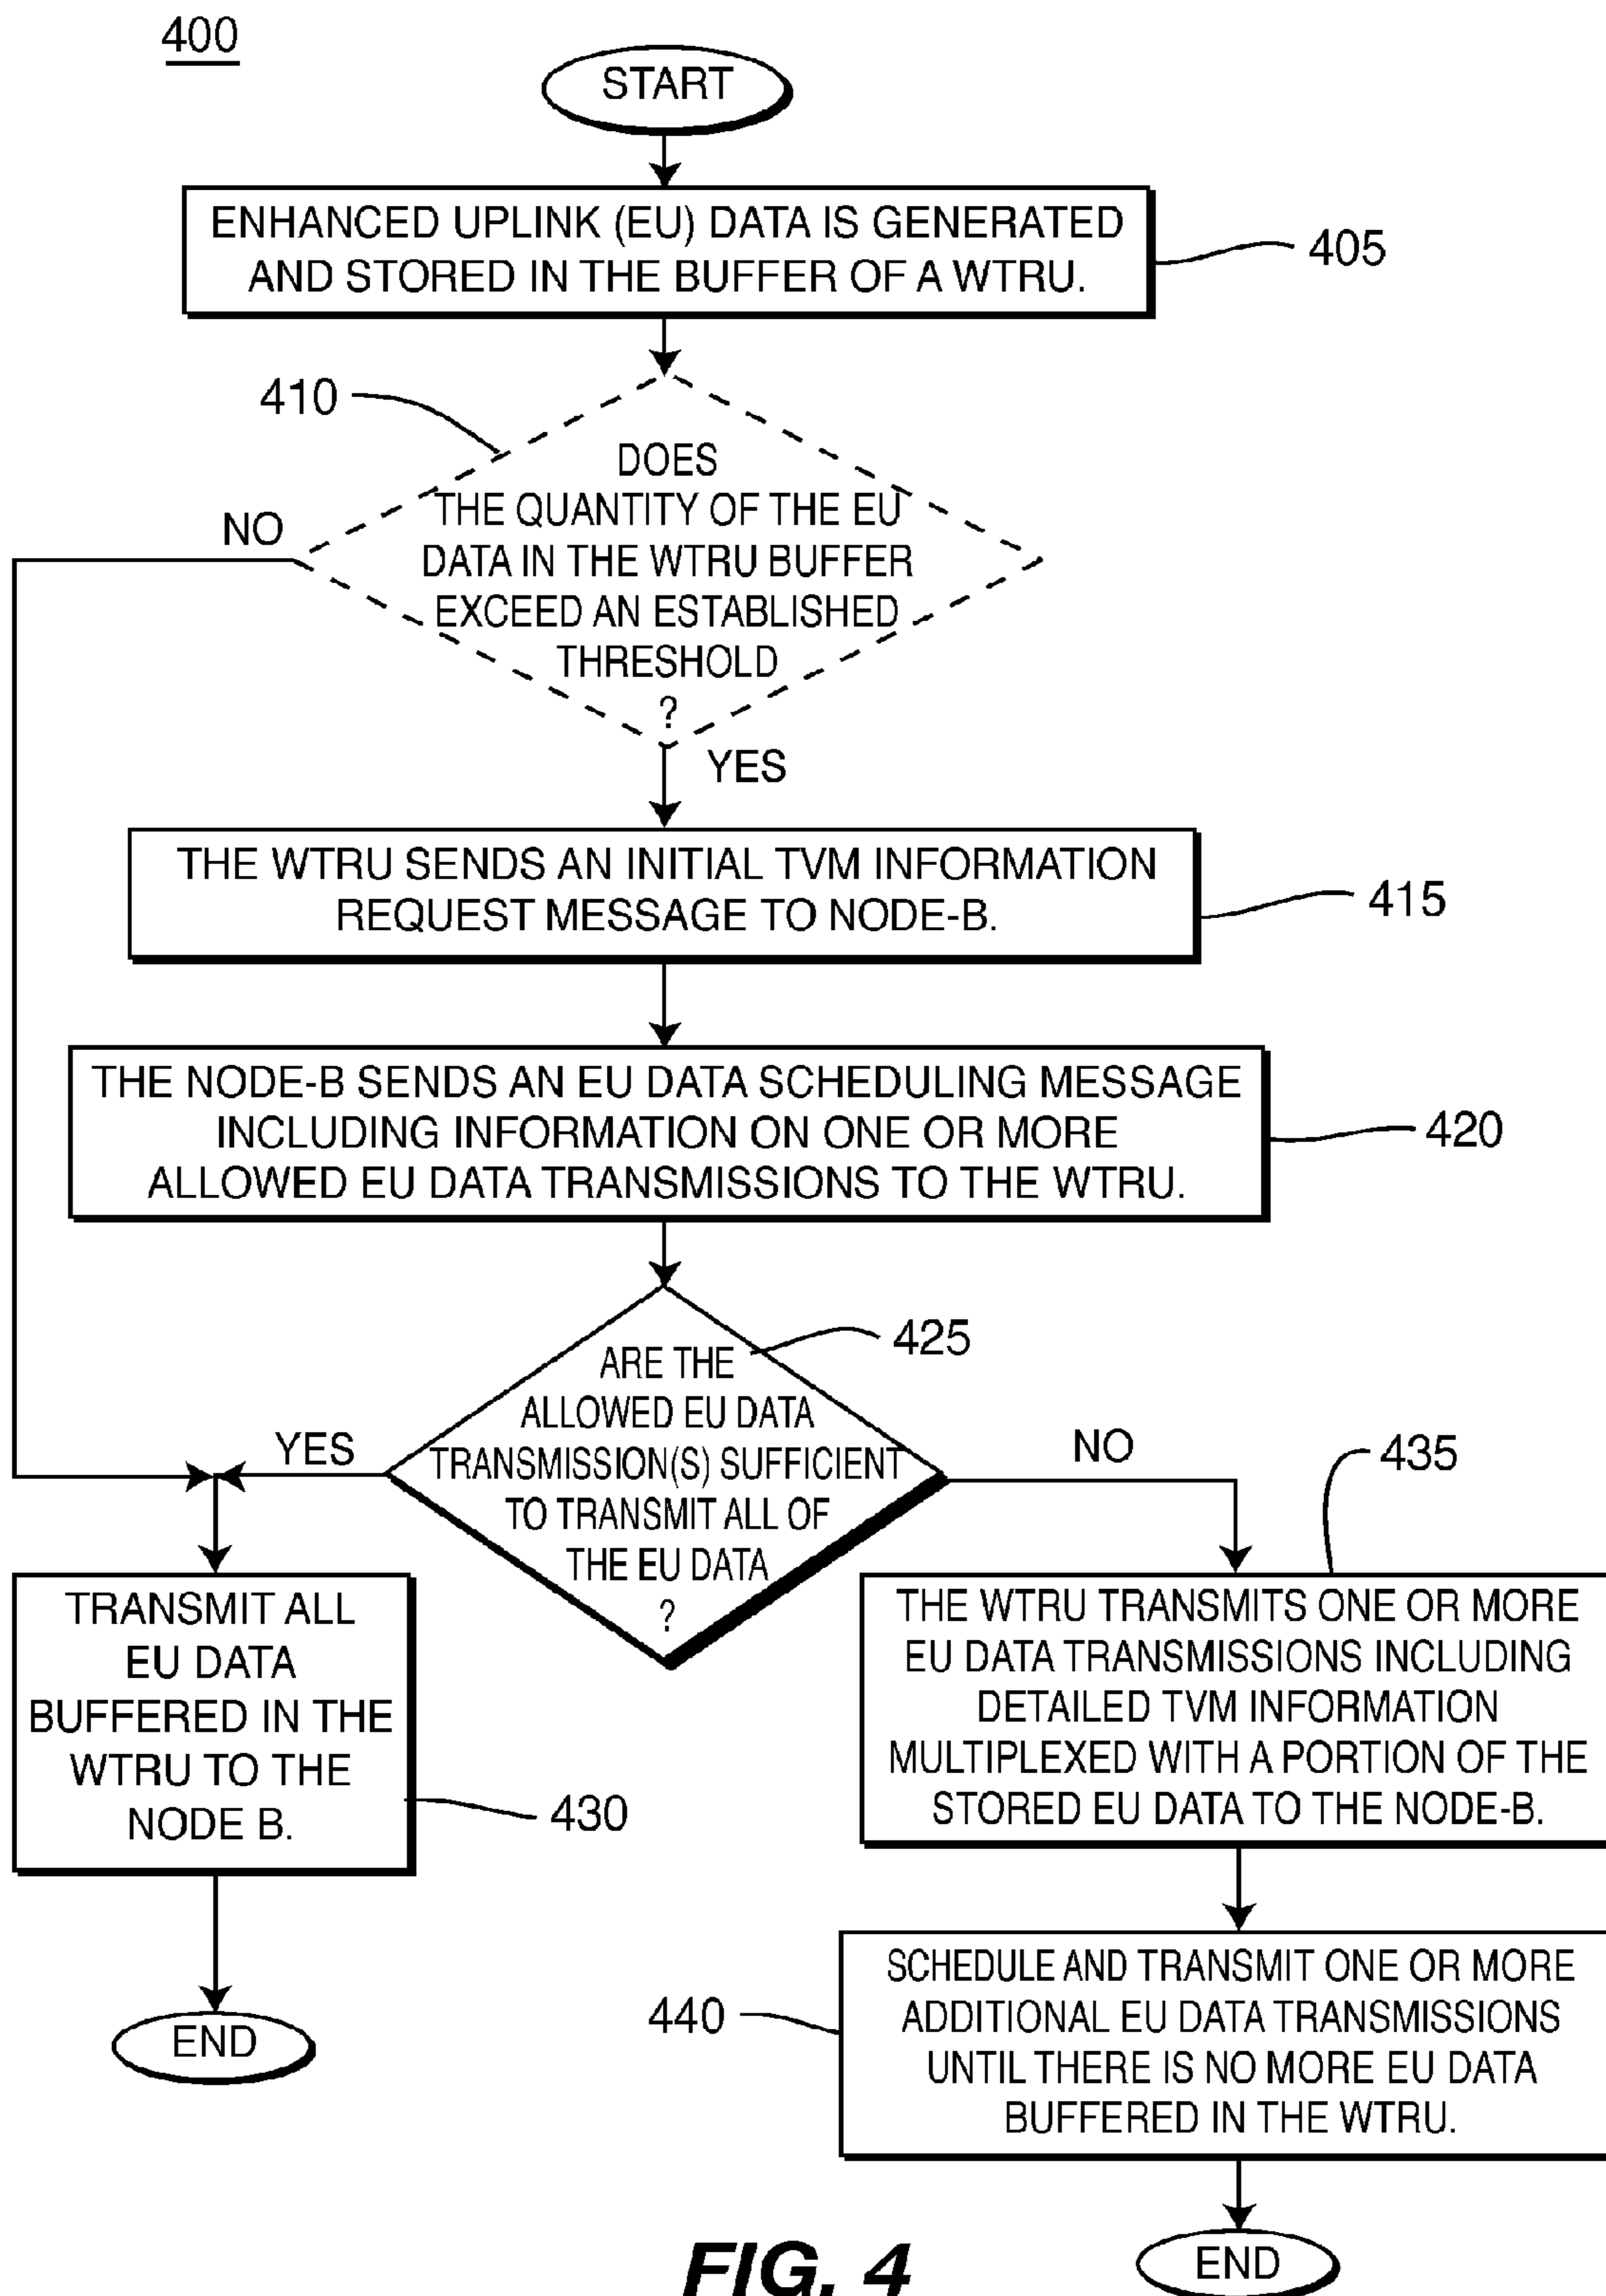 400
START
ENHANCED UPLINK (EU) DATA IS GENERATED
AND STORED IN THE BUFFER OF A WTRU.
405
410
DOES
THE QUANTITY OF THE EU
DATA IN THE WTRU BUFFER
EXCEED AN ESTABLISHED
THRESHOLD
?
NO
YES
THE WTRU SENDS AN INITIAL TVM INFORMATION
REQUEST MESSAGE TO NODE-B.
415
THE NODE-B SENDS AN EU DATA SCHEDULING MESSAGE
INCLUDING INFORMATION ON ONE OR MORE
ALLOWED EU DATA TRANSMISSIONS TO THE WTRU.
420
ARE THE
ALLOWED EU DATA
TRANSMISSION(S) SUFFICIENT
TO TRANSMIT ALL OF
THE EU DATA
?
425
YES
NO
435
TRANSMIT ALL
EU DATA
BUFFERED IN THE
WTRU TO THE
NODE B.
430
END
THE WTRU TRANSMITS ONE OR MORE
EU DATA TRANSMISSIONS INCLUDING
DETAILED TVM INFORMATION
MULTIPLEXED WITH A PORTION OF THE
STORED EU DATA TO THE NODE-B.
440
SCHEDULE AND TRANSMIT ONE OR MORE
ADDITIONAL EU DATA TRANSMISSIONS
UNTIL THERE IS NO MORE EU DATA
BUFFERED IN THE WTRU.
END
FIG. 4